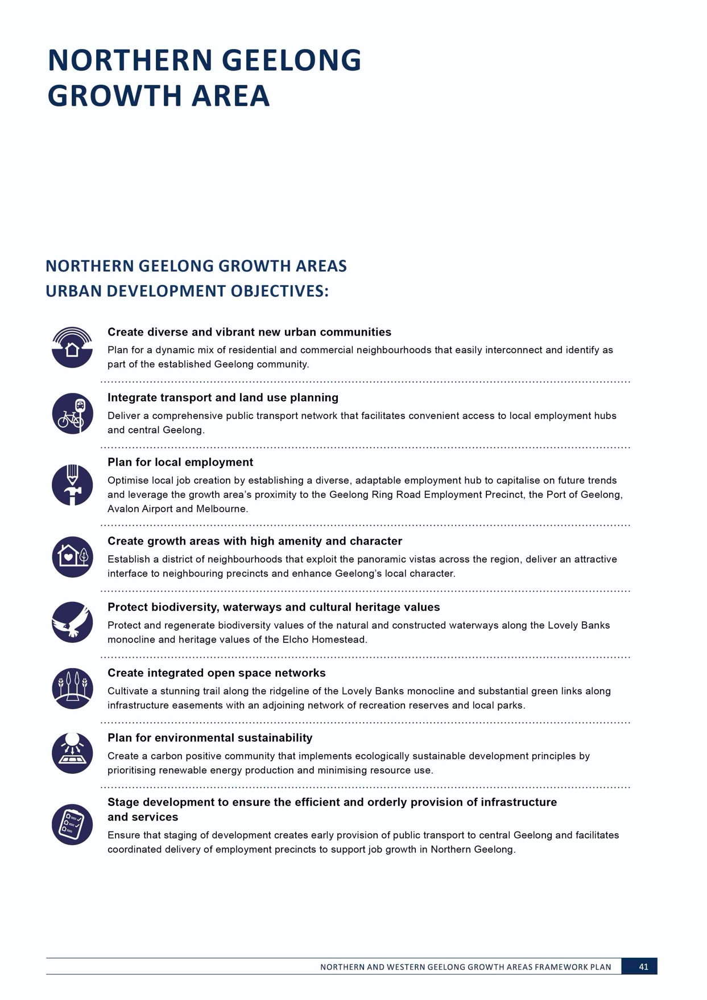 NORTHERN GEELONG
GROWTH AREA
NORTHERN GEELONG GROWTH AREAS
URBAN DEVELOPMENT OBJECTIVES:
Create diverse and vibrant new urban communities
Plan for a dynamic mix of residential and commercial neighbourhoods that easily interconnect and identify as
part of the established Geelong community.
Integrate transport and land use planning
Deliver a comprehensive public transport network that facilitates convenient access to local employment hubs
and central Geelong.
Plan for local employment
Optimise local job creation by establishing a diverse, adaptable employment hub to capitalise on future trends
and leverage the growth area’s proximity to the Geelong Ring Road Employment Precinct, the Port of Geelong,
Avalon Airport and Melbourne.
Create growth areas with high amenity and character
Establish a district of neighbourhoods that exploit the panoramic vistas across the region, deliver an attractive
interface to neighbouring precincts and enhance Geelong’s local character.
Protect biodiversity, waterways and cultural heritage values
Protect and regenerate biodiversity values of the natural and constructed waterways along the Lovely Banks
monocline and heritage values of the Elcho Homestead.
Create integrated open space networks
Cultivate a stunning trail along the ridgeline of the Lovely Banks monocline and substantial green links along
infrastructure easements with an adjoining network of recreation reserves and local parks.
Plan for environmental sustainability
Create a carbon positive community that implements ecologically sustainable development principles by
prioritising renewable energy production and minimising resource use.
Stage development to ensure the efficient and orderly provision of infrastructure
and services
Ensure that staging of development creates early provision of public transport to central Geelong and facilitates
coordinated delivery of employment precincts to support job growth in Northern Geelong.
NORTHERN AND WESTERN GEELONG GROWTH AREAS FRAMEWORK PLAN 41